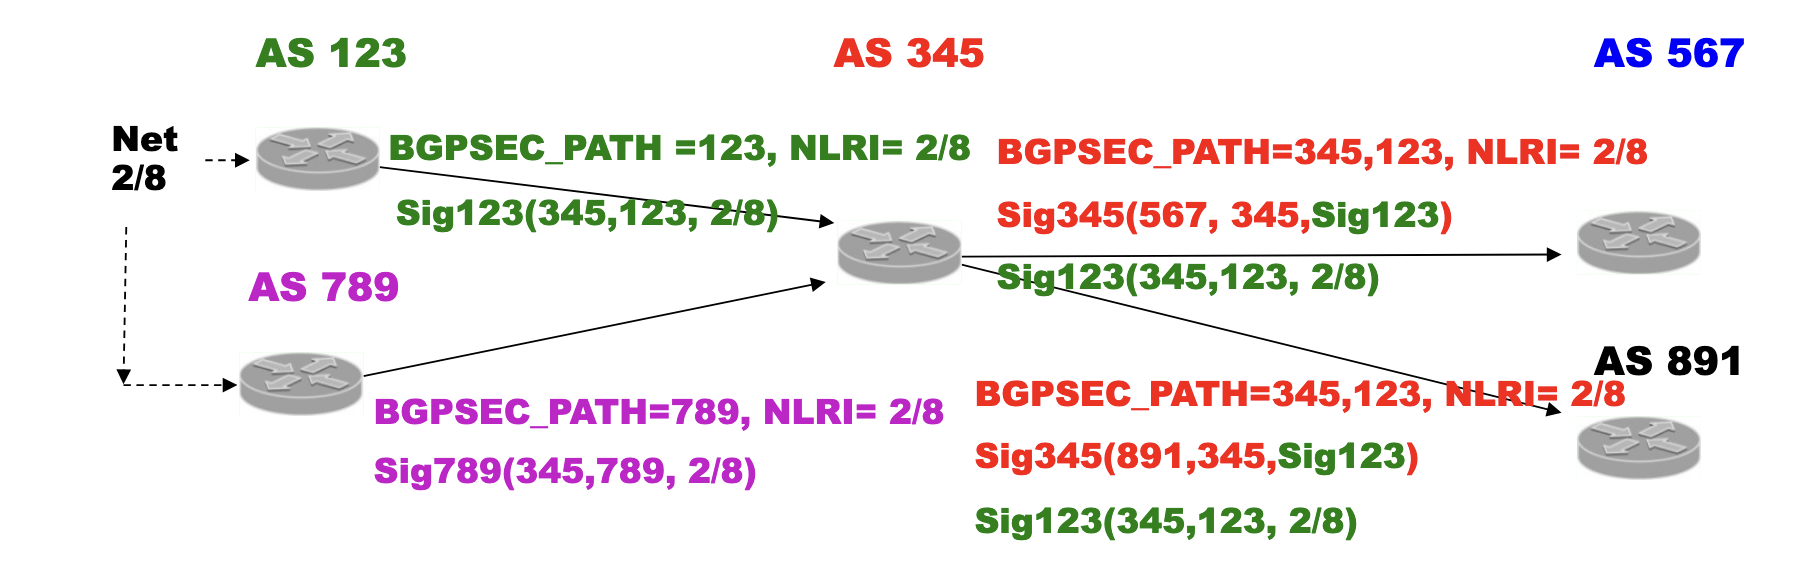 AS 123
AS 345
AS 567
Net
2/8
BGPSEC_PATH =123, NLRI= 2/8
Sig123(345,123, 2/8)
BGPSEC_PATH=345,123, NLRI= 2/8
Sig345(567, 345,Sig123)
Sig123(345,123, 2/8)
AS 789
BGPSEC_PATH=789, NLRI= 2/8
Sig789(345,789, 2/8)
AS 891
BGPSEC_PATH=345,123, NLRI= 2/8
Sig345(891,345,Sig123)
Sig123(345,123, 2/8)